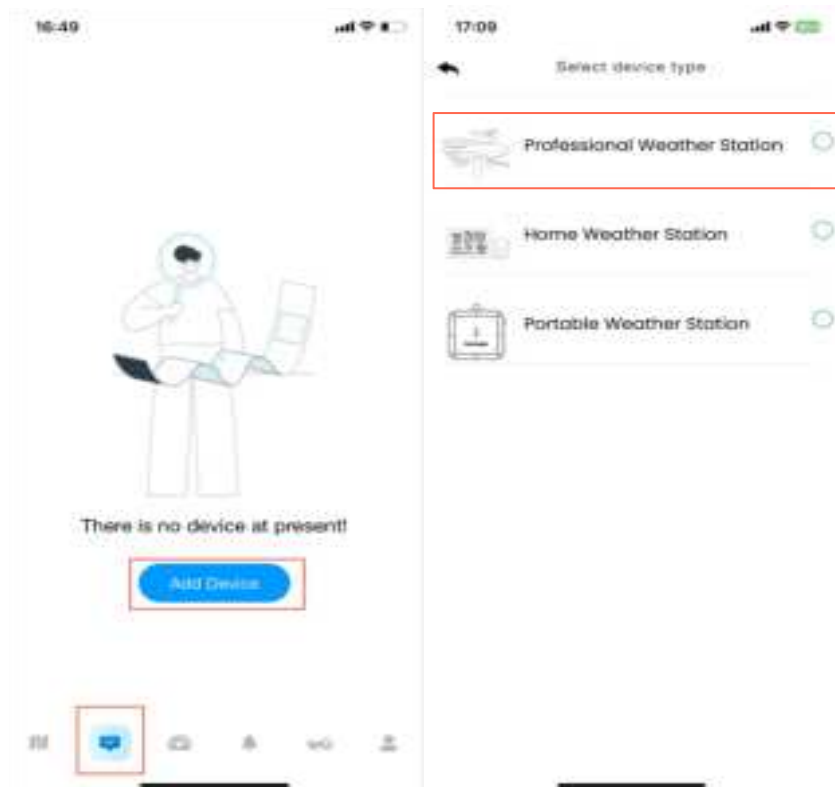 16:49
There is no device at present!
Add Device
17:09
Select device type
Professional Weather Station
Home Weather Station
Portable Weather Station